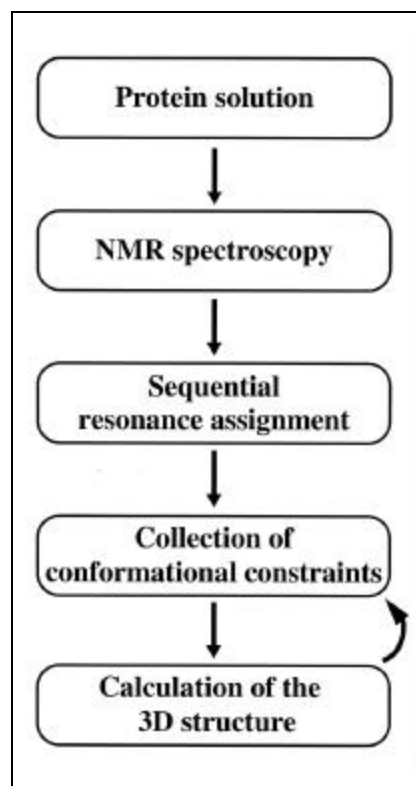 Protein solution
NMR spectroscopy
Sequential
resonance assignment
Collection of
conformational constraints
Calculation of the
3D structure